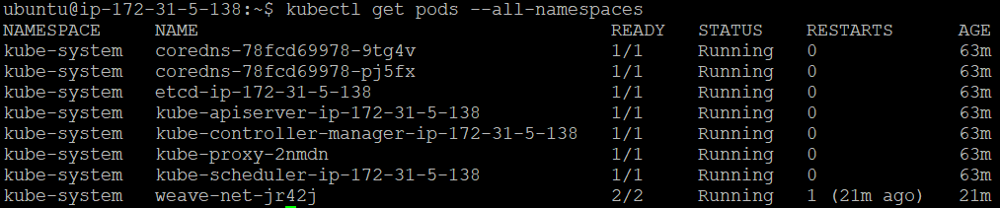 ubuntu@ip-172-31-5-138:~$ kubectl get pods --all-namespaces
NAMESPACE NAME READY STATUS RESTARTS AGE
kube-system coredns-78fcd69978-9tg4v 1/1 Running 0 63m
kube-system coredns-78fcd69978-pj5fx 1/1 Running 0 63m
kube-system etcd-ip-172-31-5-138 1/1 Running 0 63m
kube-system kube-apiserver-ip-172-31-5-138 1/1 Running 0 63m
kube-system kube-controller-manager-ip-172-31-5-138 1/1 Running 0 63m
kube-system kube-proxy-2nmdn 1/1 Running 0 63m
kube-system kube-scheduler-ip-172-31-5-138 1/1 Running 0 63m
kube-system weave-net-jr42j 2/2 Running 1 (21m ago) 21m